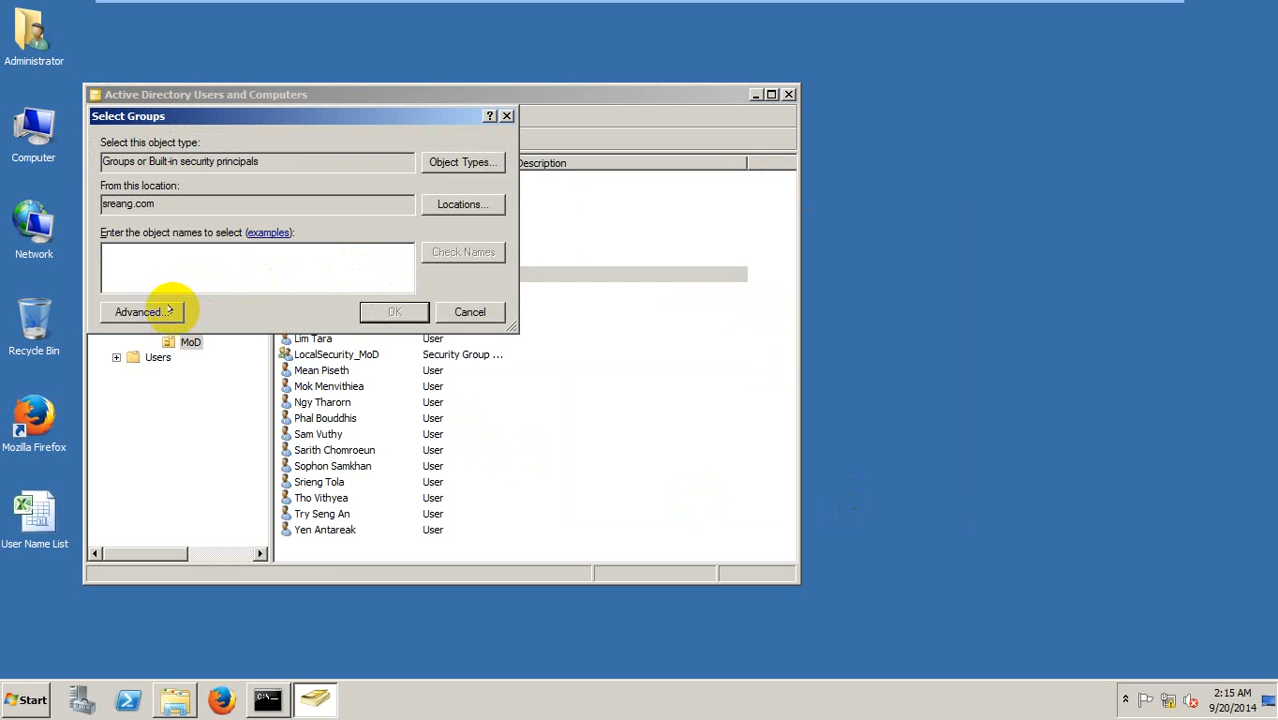 Administrator
Computer
Network
Recycle Bin
Mozilla Firefox
User Name List
Active Directory Users and Computers
Select Groups
Select this object type:
Groups or Built-in security principals
Object Types...
From this location:
sreang.com
Locations...
Enter the object names to select (examples):
Check Names
Advanced...
OK
Cancel
Description
MoD
Users
Lim Tara User
LocalSecurity_MoD Security Group ...
Mean Piseth User
Mok Menvithiea User
Ngy Tharorn User
Phal Bouddhis User
Sam Vuthy User
Sarith Chomroeun User
Sophon Samkhan User
Srieng Tola User
Tho Vithyea User
Try Seng An User
Yen Antareak User
Start
2:15 AM
9/20/2014